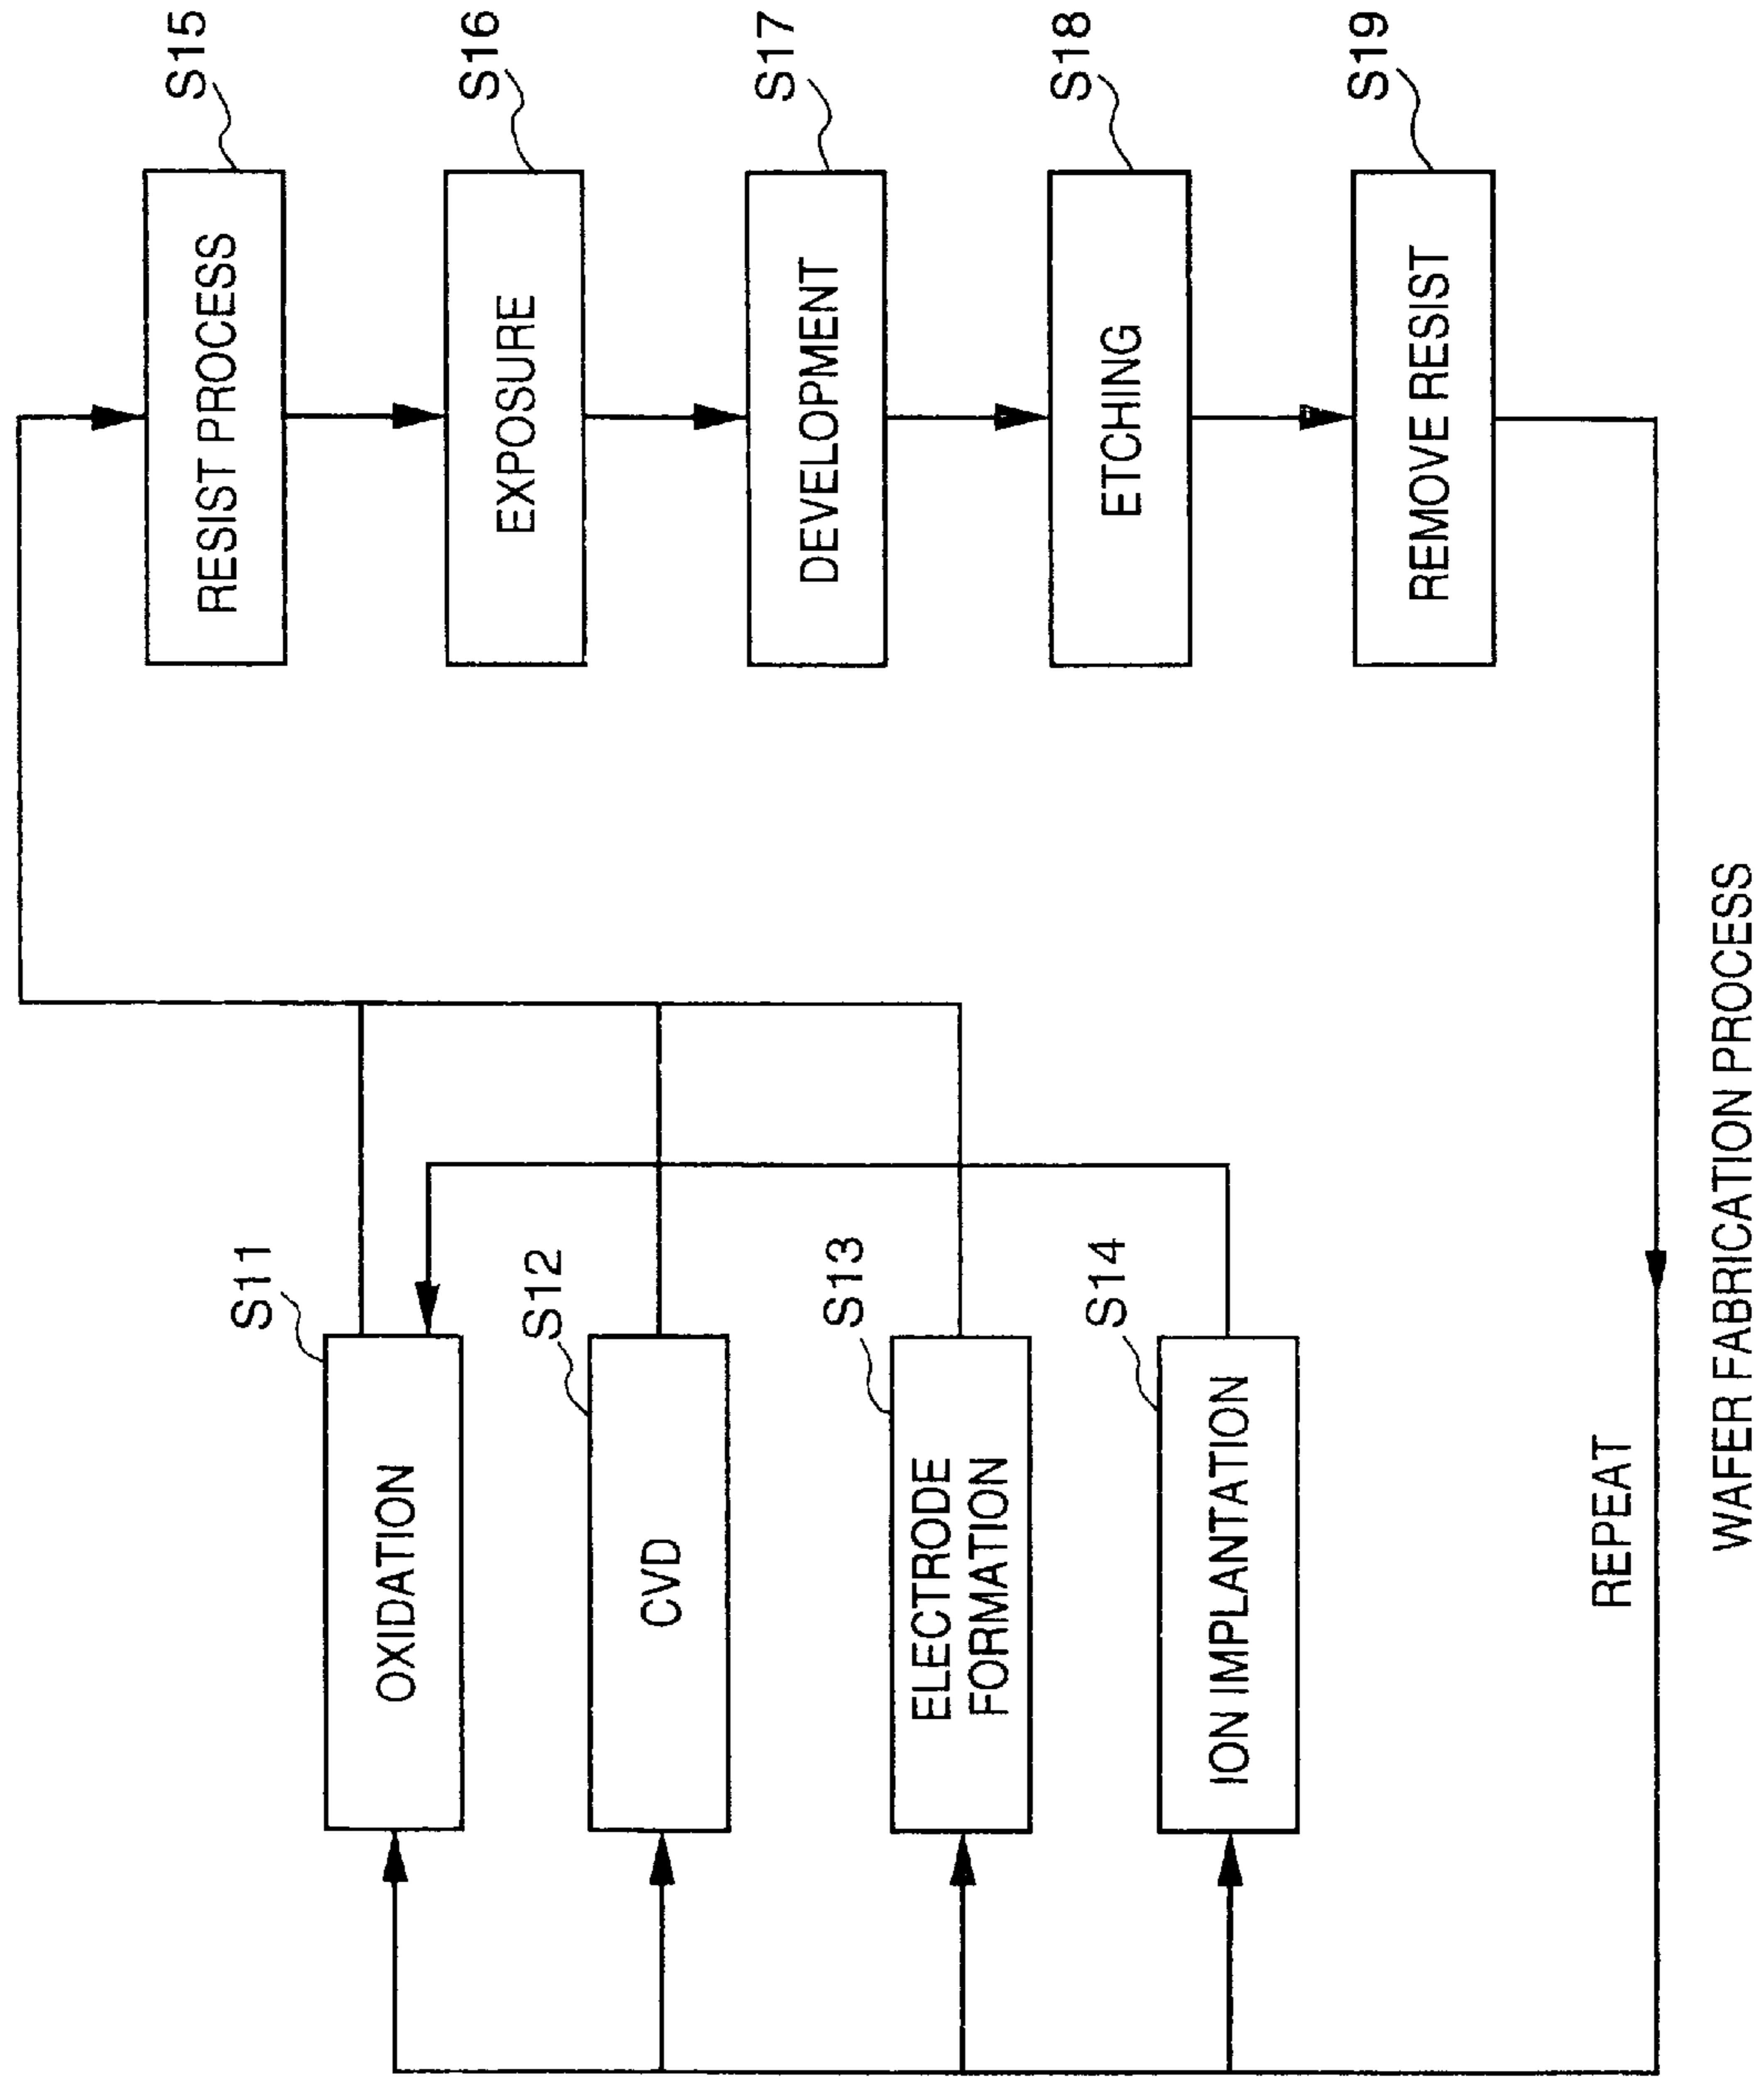 S11
OXIDATION
S12
CVD
S13
ELECTRODE
FORMATION
S14
ION IMPLANTATION
S15
RESIST PROCESS
S16
EXPOSURE
S17
DEVELOPMENT
S18
ETCHING
S19
REMOVE RESIST
REPEAT
WAFER FABRICATION PROCESS